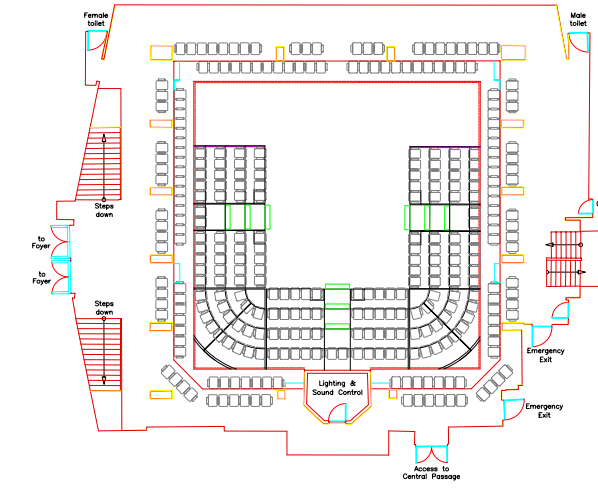 Female
toilet
Male
toilet
Steps
down
to
Foyer
to
Foyer
Steps
down
Lighting &
Sound Control
Emergency
Exit
Emergency
Exit
Access to
Central Passage